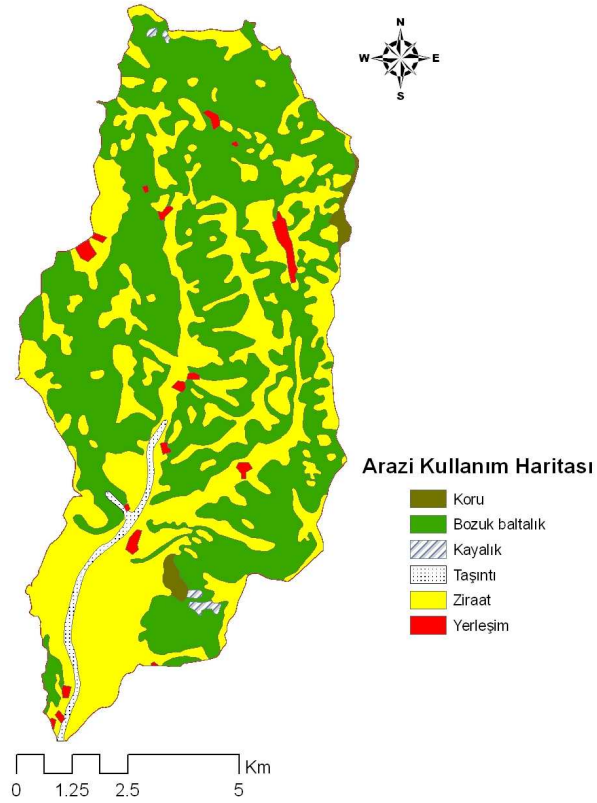 N
W E
S
Arazi Kullanım Haritası
Koru
Bozuk baltalık
Kayalık
Taşıntı
Ziraat
Yerleşim
Km
0 1.25 2.5 5